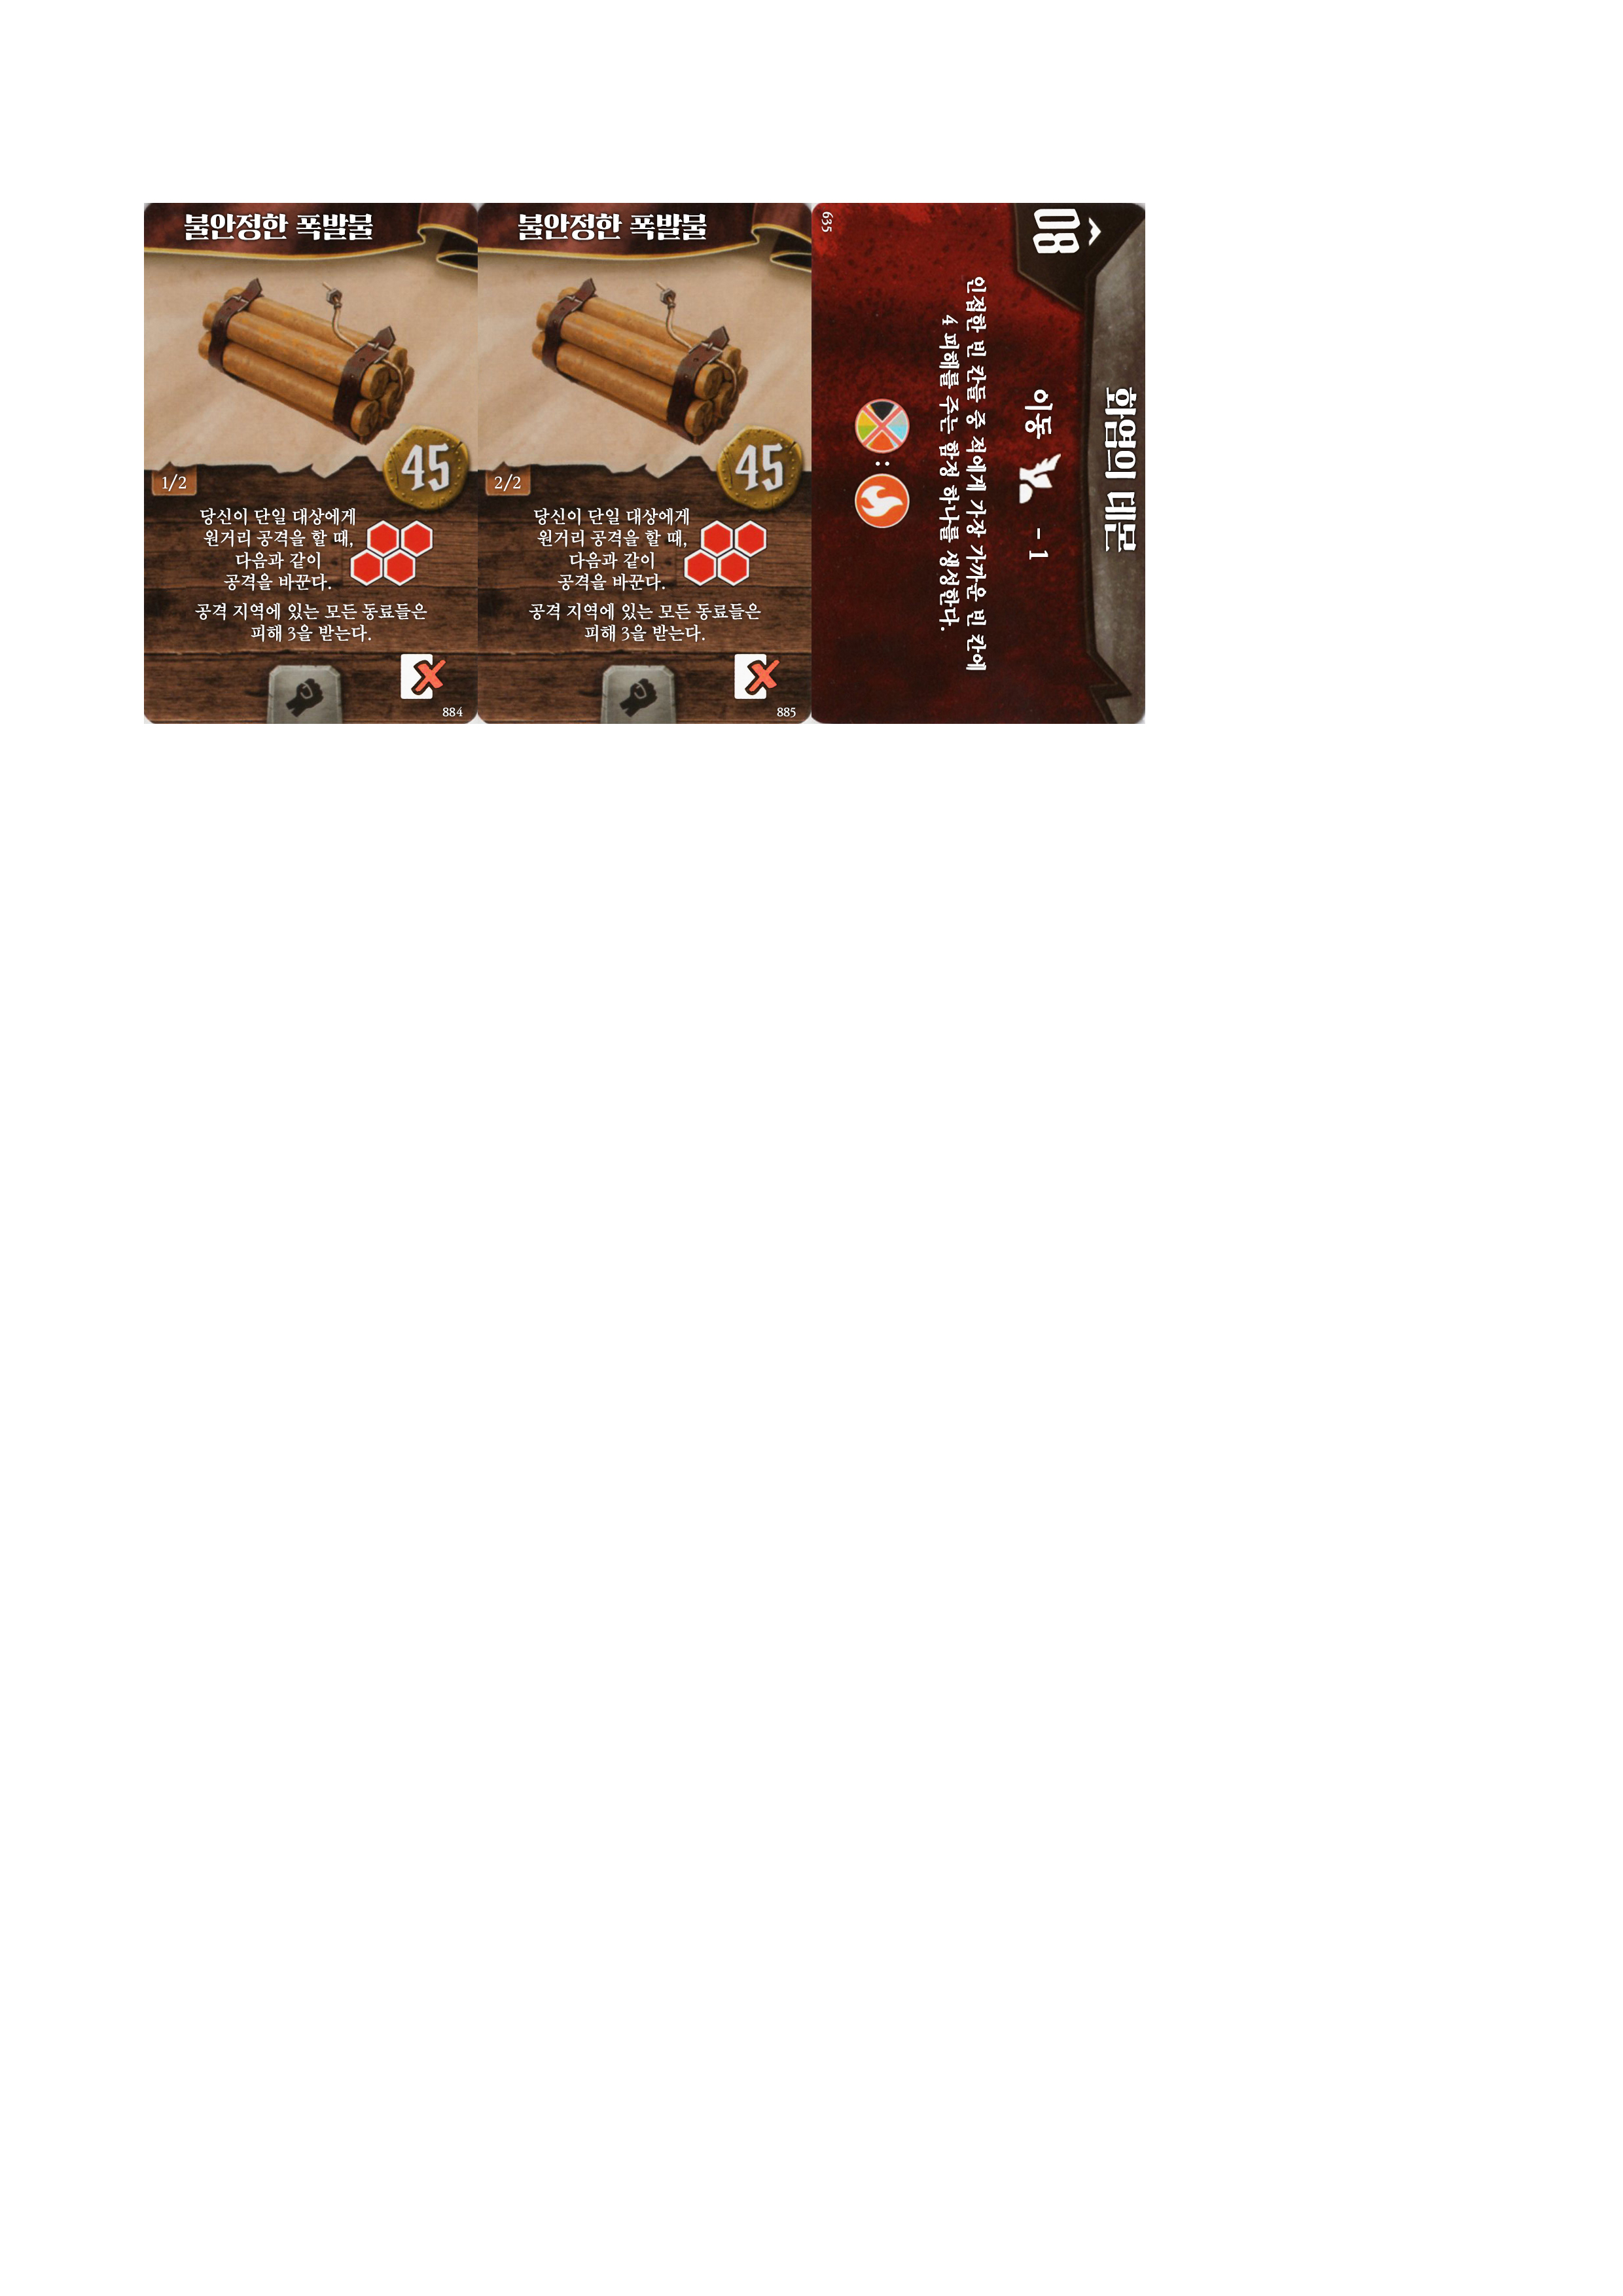 불안정한 폭발물
45
1/2
당신이 단일 대상에게
원거리 공격을 할 때,
다음과 같이
공격을 바꾼다.
공격 지역에 있는 모든 동료들은
피해 3을 받는다.
884
불안정한 폭발물
45
2/2
당신이 단일 대상에게
원거리 공격을 할 때,
다음과 같이
공격을 바꾼다.
공격 지역에 있는 모든 동료들은
피해 3을 받는다.
885
화염의 데몬
08
이동 - 1
인접한 빈 칸들 중 적에게 가장 가까운 빈 칸에
4 피해를 주는 함정 하나를 생성한다.
:
635